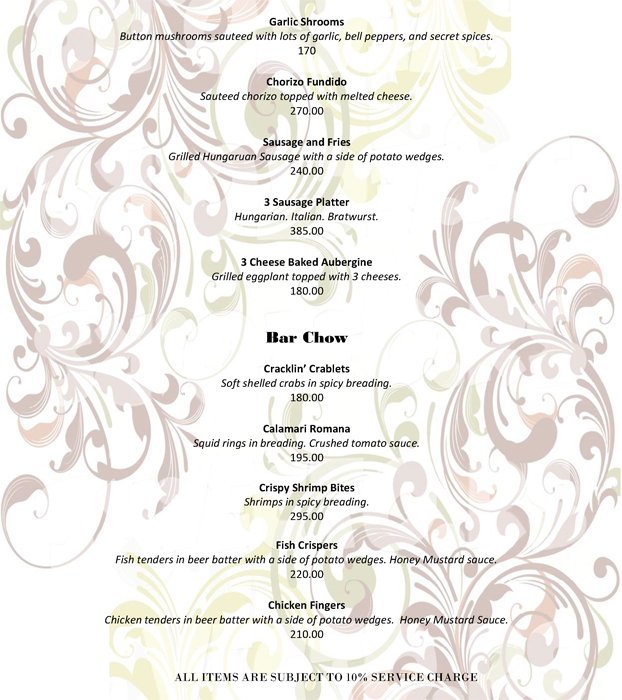 Garlic Shrooms
Button mushrooms sauteed with lots of garlic, bell peppers, and secret spices.
170
Chorizo Fundido
Sauteed chorizo topped with melted cheese.
270.00
Sausage and Fries
Grilled Hungaruan Sausage with a side of potato wedges.
240.00
3 Sausage Platter
Hungarian. Italian. Bratwurst.
385.00
3 Cheese Baked Aubergine
Grilled eggplant topped with 3 cheeses.
180.00
Bar Chow
Cracklin’ Crablets
Soft shelled crabs in spicy breading.
180.00
Calamari Romana
Squid rings in breading. Crushed tomato sauce.
195.00
Crispy Shrimp Bites
Shrimps in spicy breading.
295.00
Fish Crispers
Fish tenders in beer batter with a side of potato wedges. Honey Mustard sauce.
220.00
Chicken Fingers
Chicken tenders in beer batter with a side of potato wedges. Honey Mustard Sauce.
210.00
ALL ITEMS ARE SUBJECT TO 10% SERVICE CHARGE